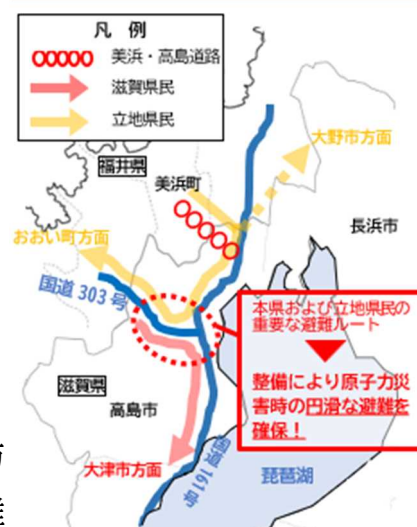 凡 例
美浜・高島道路
滋賀県民
立地県民
大野市方面
福井県
美浜町
長浜市
おおい町方面
国道 303 号
本県および立地県民の
重要な避難ルート
整備により原子力災
害時の円滑な避難を
確保!
滋賀県
高島市
大津市方面
国道 161号
琵琶湖